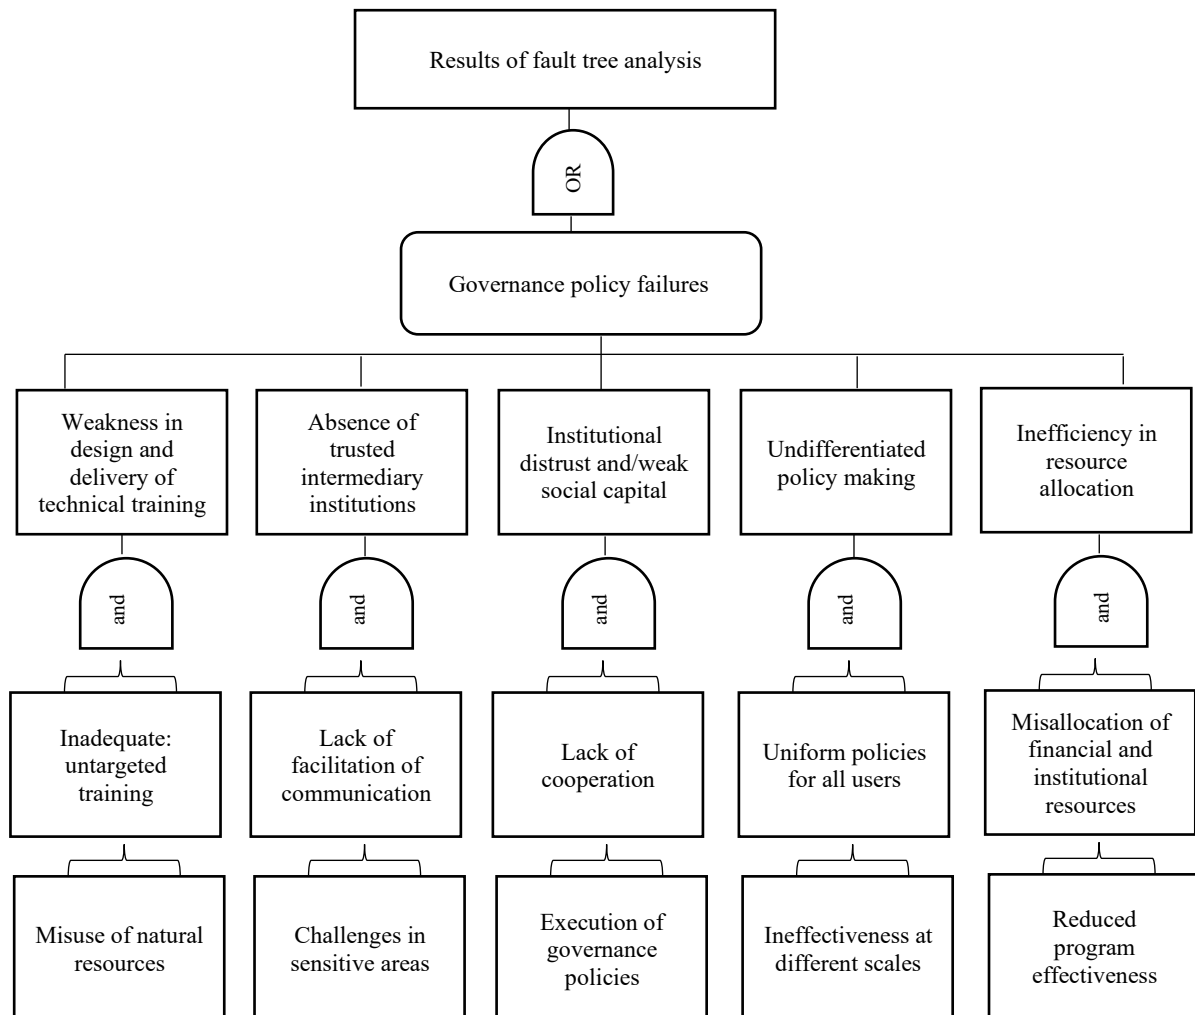 Results of fault tree analysis
OR
Governance policy failures
Weakness in
design and
delivery of
technical training
Absence of
trusted
intermediary
institutions
Institutional
distrust and/weak
social capital
Undifferentiated
policy making
Inefficiency in
resource
allocation
and
and
and
and
and
Inadequate:
untargeted
training
Lack of
facilitation of
communication
Lack of
cooperation
Uniform policies
for all users
Misallocation of
financial and
institutional
resources
Misuse of natural
resources
Challenges in
sensitive areas
Execution of
governance
policies
Ineffectiveness at
different scales
Reduced
program
effectiveness